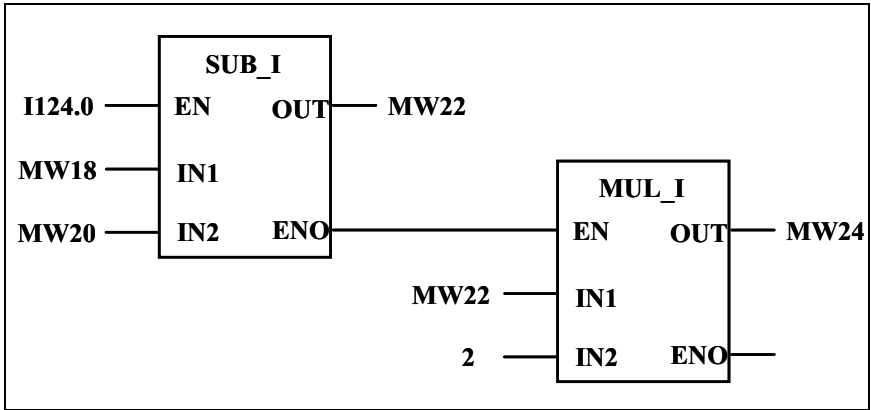 SUB_I
I124.0 EN OUT MW22
MW18 IN1
MW20 IN2 ENO
MUL_I
EN OUT MW24
MW22 IN1
2 IN2 ENO